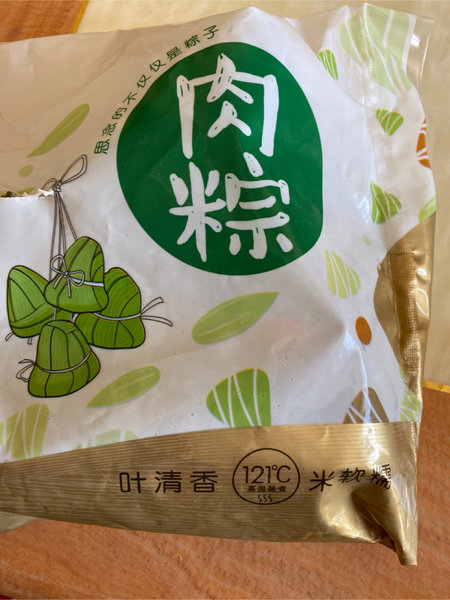 思念的不仅仅是粽子
肉粽
叶清香
121℃
高温蒸煮
米软糯